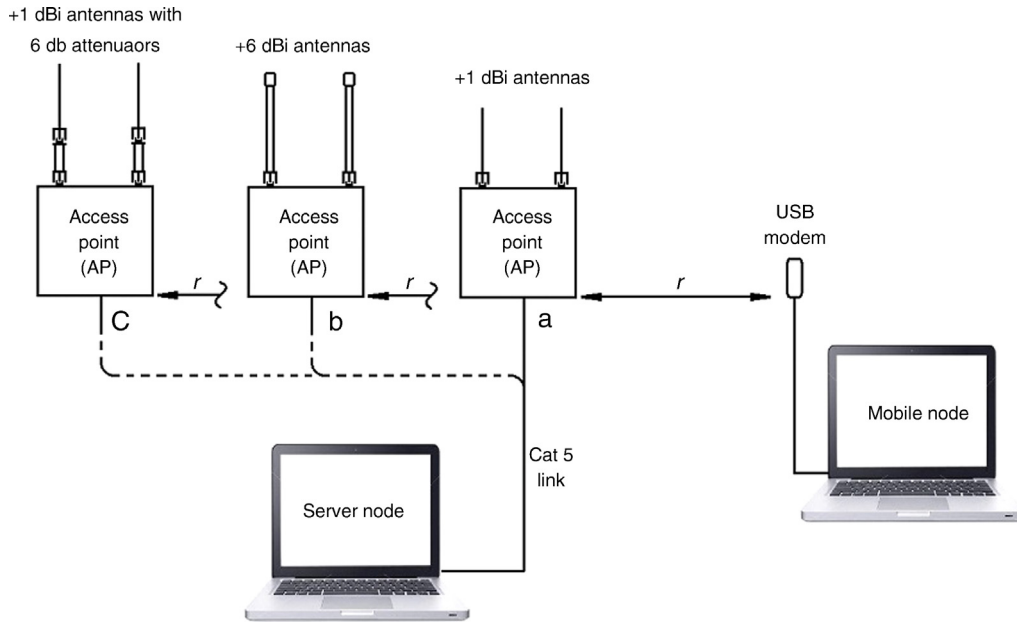 +1 dBi antennas with
6 db attenuaors
+6 dBi antennas
+1 dBi antennas
Access
point
(AP)
Access
point
(AP)
Access
point
(AP)
USB
modem
r
r
r
C
b
a
Mobile node
Cat 5
link
Server node